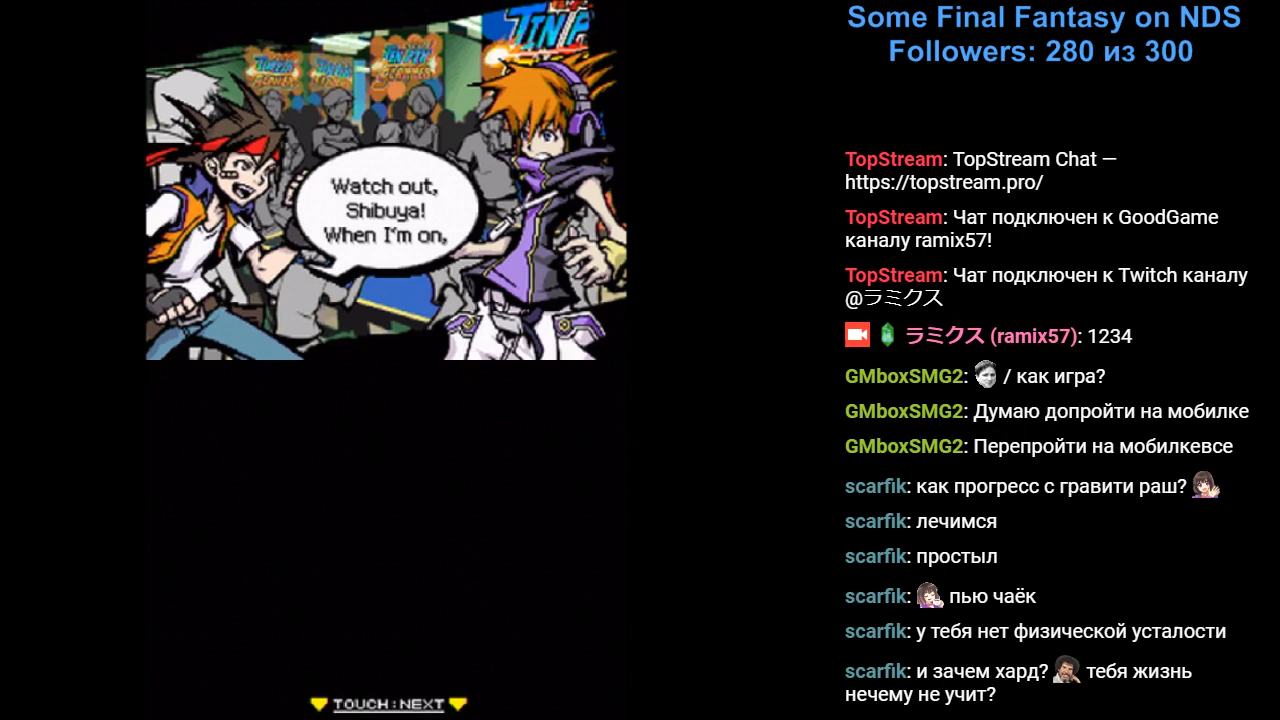 TIN PIN
Watch out,
Shibuya!
When I'm on,
TOUCH:NEXT
Some Final Fantasy on NDS
Followers: 280 из 300
TopStream: TopStream Chat —
https://topstream.pro/
TopStream: Чат подключен к GoodGame
каналу ramix57!
TopStream: Чат подключен к Twitch каналу
@ラミクス
ラミクス (ramix57): 1234
GMboxSMG2: / как игра?
GMboxSMG2: Думаю допройти на мобилке
GMboxSMG2: Перепройти на мобилкевсе
scarfik: как прогресс с гравити раш?
scarfik: лечимся
scarfik: простыл
scarfik: пью чаёк
scarfik: у тебя нет физической усталости
scarfik: и зачем хард? тебя жизнь
нечему не учит?